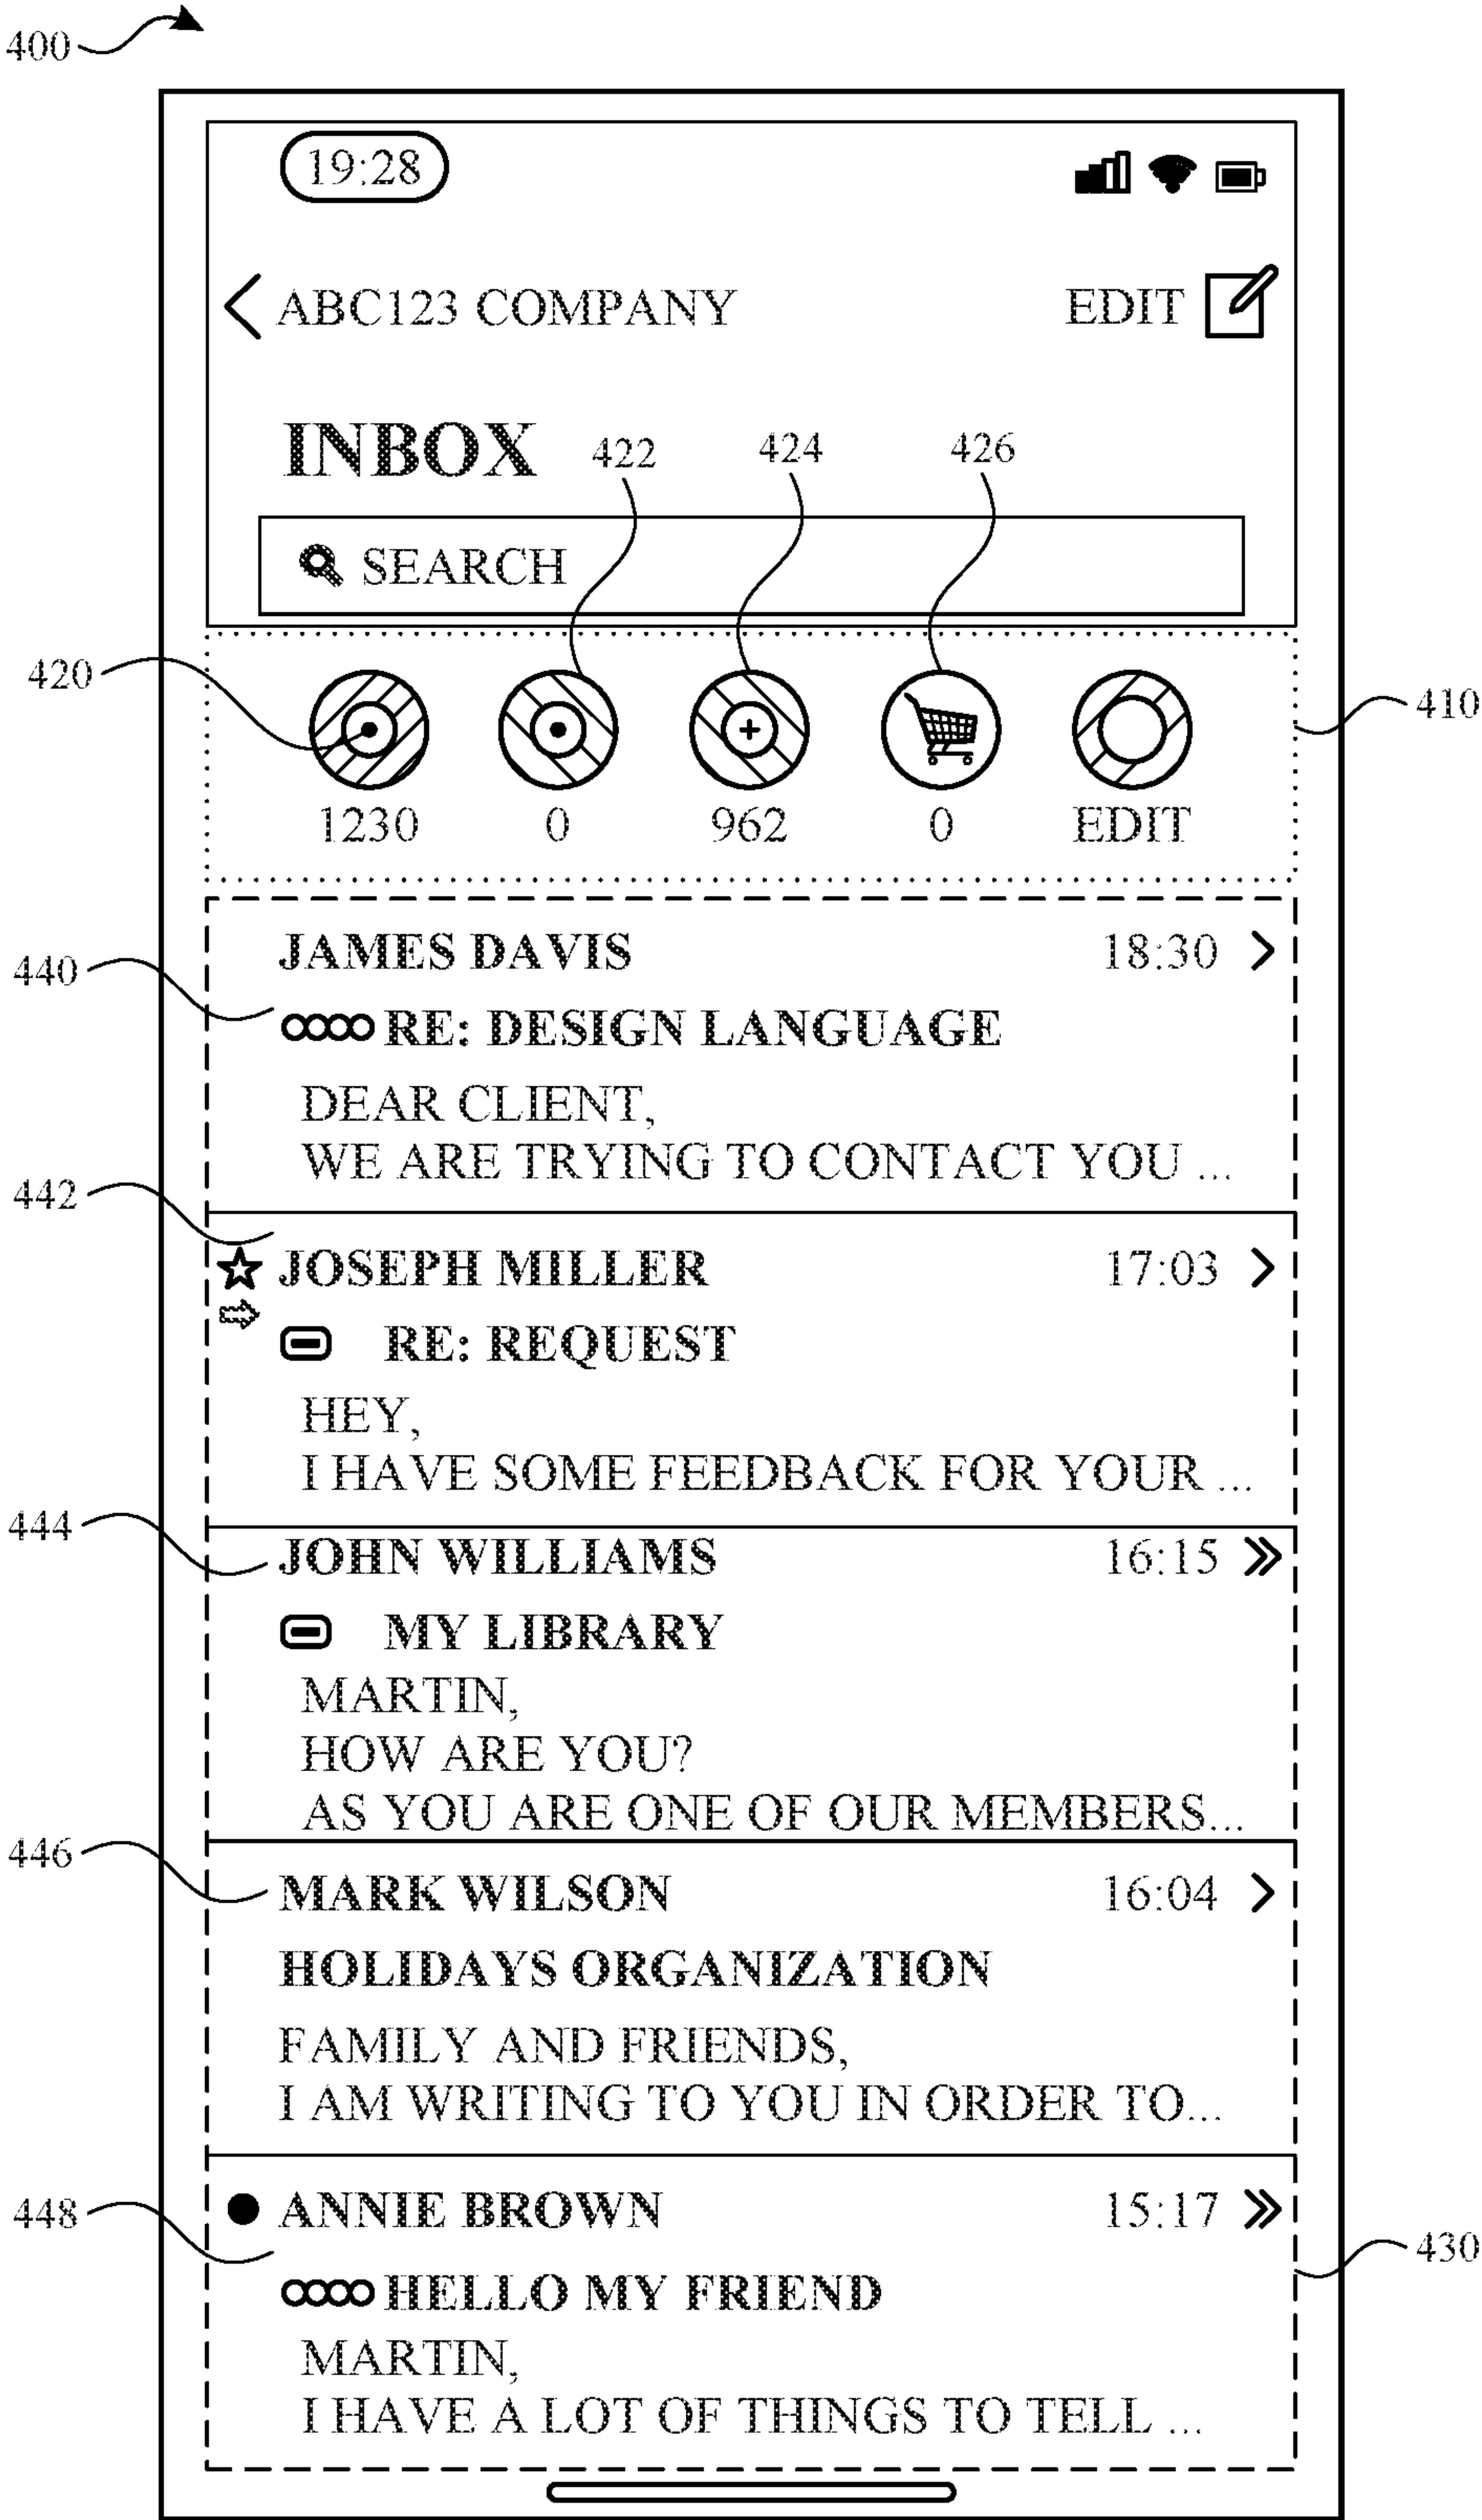 400
19:28
< ABC123 COMPANY EDIT
INBOX 422 424 426
SEARCH
420 410
1230 0 962 0 EDIT
JAMES DAVIS 18:30 >
440
RE: DESIGN LANGUAGE
DEAR CLIENT,
WE ARE TRYING TO CONTACT YOU ...
442
JOSEPH MILLER 17:03 >
RE: REQUEST
HEY,
I HAVE SOME FEEDBACK FOR YOUR ...
444
JOHN WILLIAMS 16:15 >>
MY LIBRARY
MARTIN,
HOW ARE YOU?
AS YOU ARE ONE OF OUR MEMBERS...
446
MARK WILSON 16:04 >
HOLIDAYS ORGANIZATION
FAMILY AND FRIENDS,
I AM WRITING TO YOU IN ORDER TO...
448 ANNIE BROWN 15:17 >>
430
HELLO MY FRIEND
MARTIN,
I HAVE A LOT OF THINGS TO TELL ...